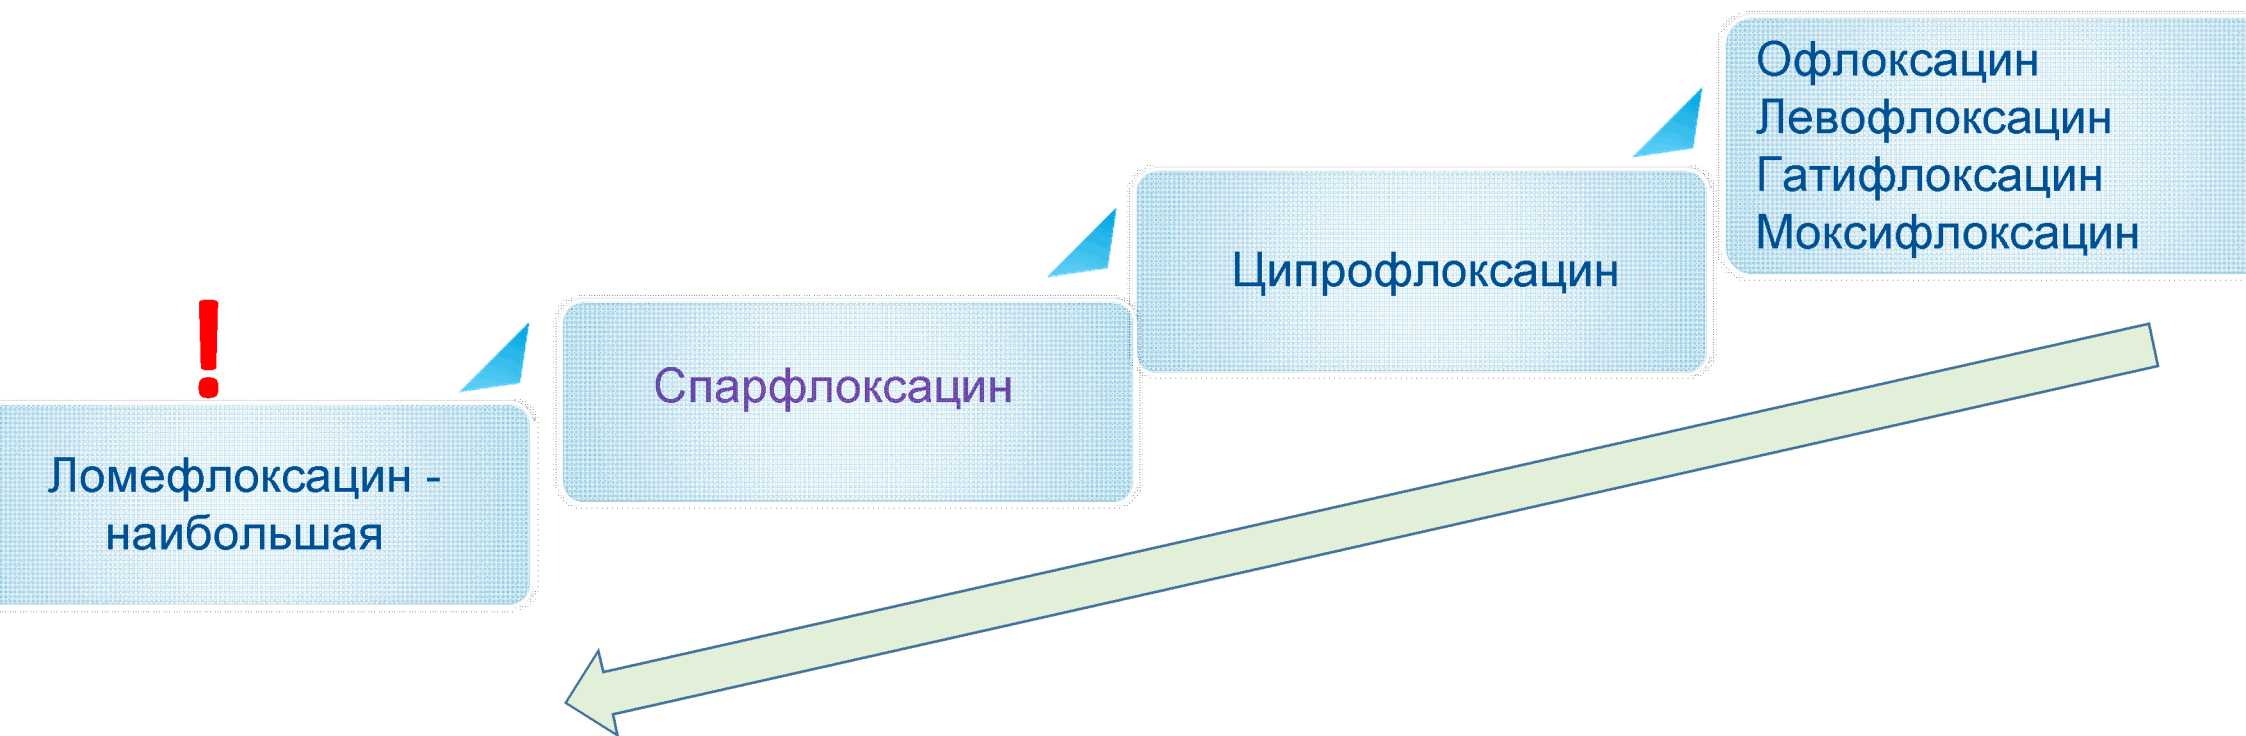 Офлоксацин
Левофлоксацин
Гатифлоксацин
Моксифлоксацин
Ципрофлоксацин
!
Спарфлоксацин
Ломефлоксацин -
наибольшая